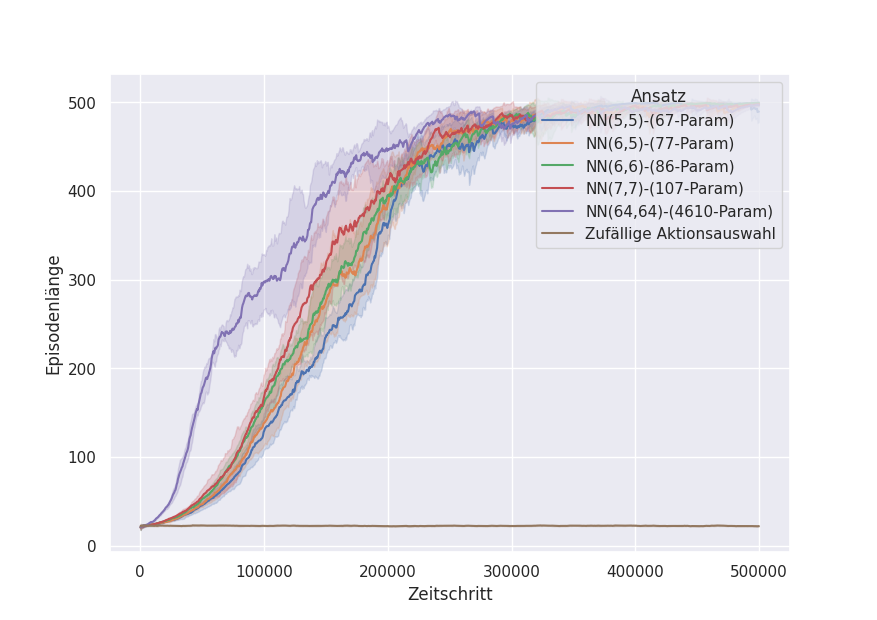 Ansatz
NN(5,5)-(67-Param)
NN(6,5)-(77-Param)
NN(6,6)-(86-Param)
NN(7,7)-(107-Param)
NN(64,64)-(4610-Param)
Zufällige Aktionsauswahl
Episodenlänge
500
400
300
200
100
0
0 100000 200000 300000 400000 500000
Zeitschritt